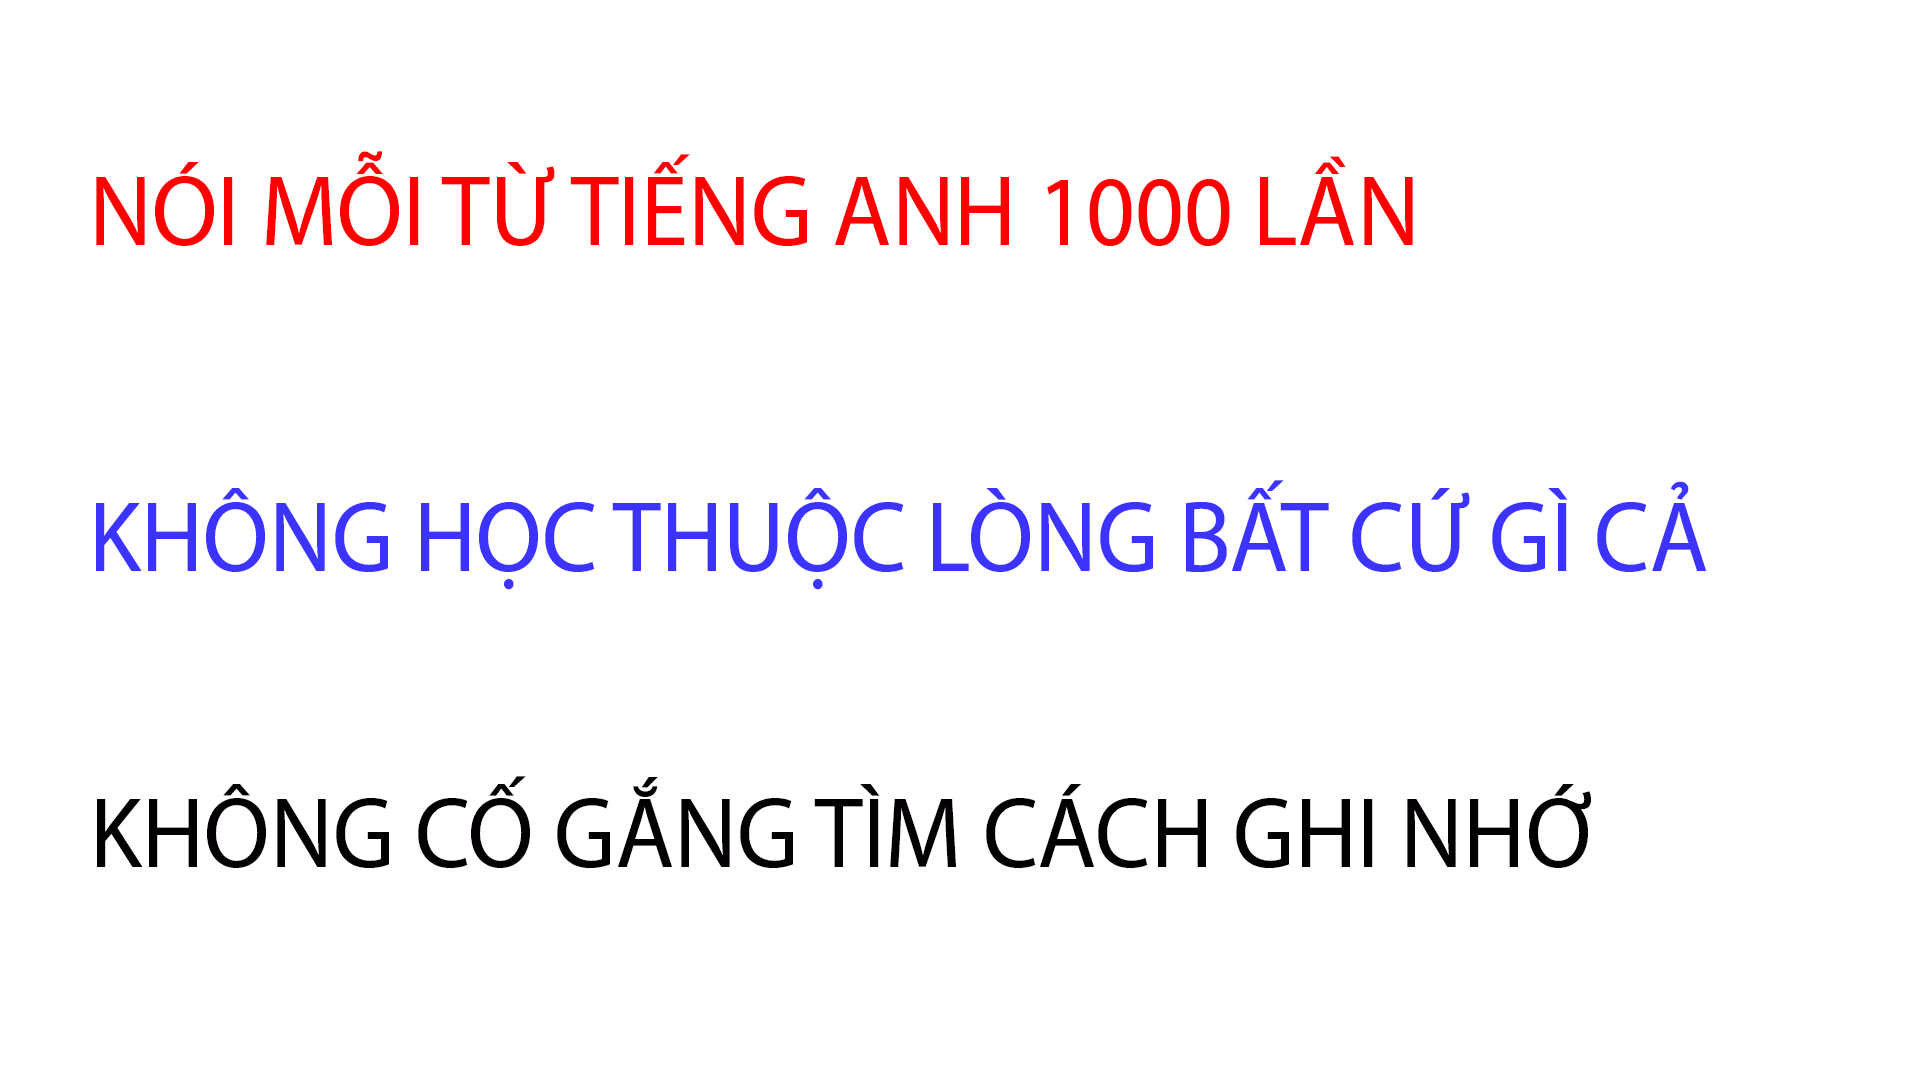 NÓI MỖI TỪ TIẾNG ANH 1000 LẦN
KHÔNG HỌC THUỘC LÒNG BẤT CỨ GÌ CẢ
KHÔNG CỐ GẮNG TÌM CÁCH GHI NHỚ